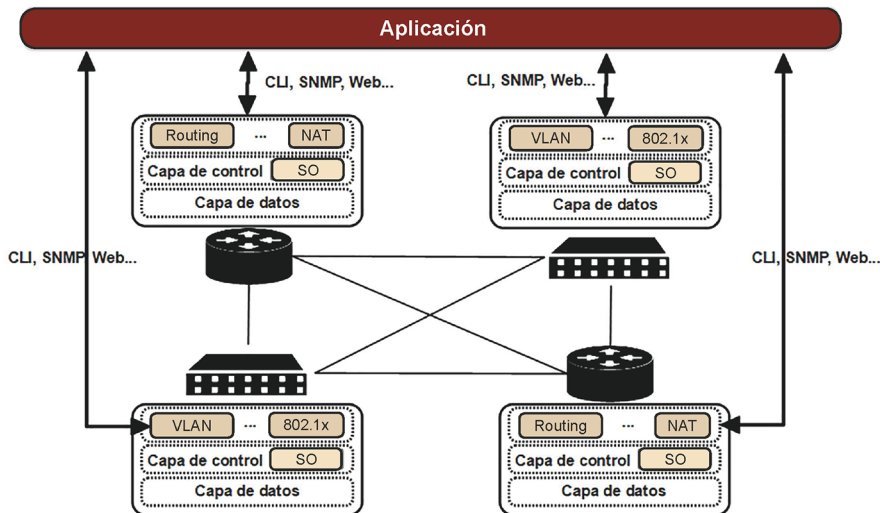 Aplicación
CLI, SNMP, Web...
CLI, SNMP, Web...
Routing ... NAT
Capa de control SO
Capa de datos
VLAN ... 802.1x
Capa de control SO
Capa de datos
CLI, SNMP, Web...
CLI, SNMP, Web...
VLAN ... 802.1x
Capa de control SO
Capa de datos
Routing ... NAT
Capa de control SO
Capa de datos